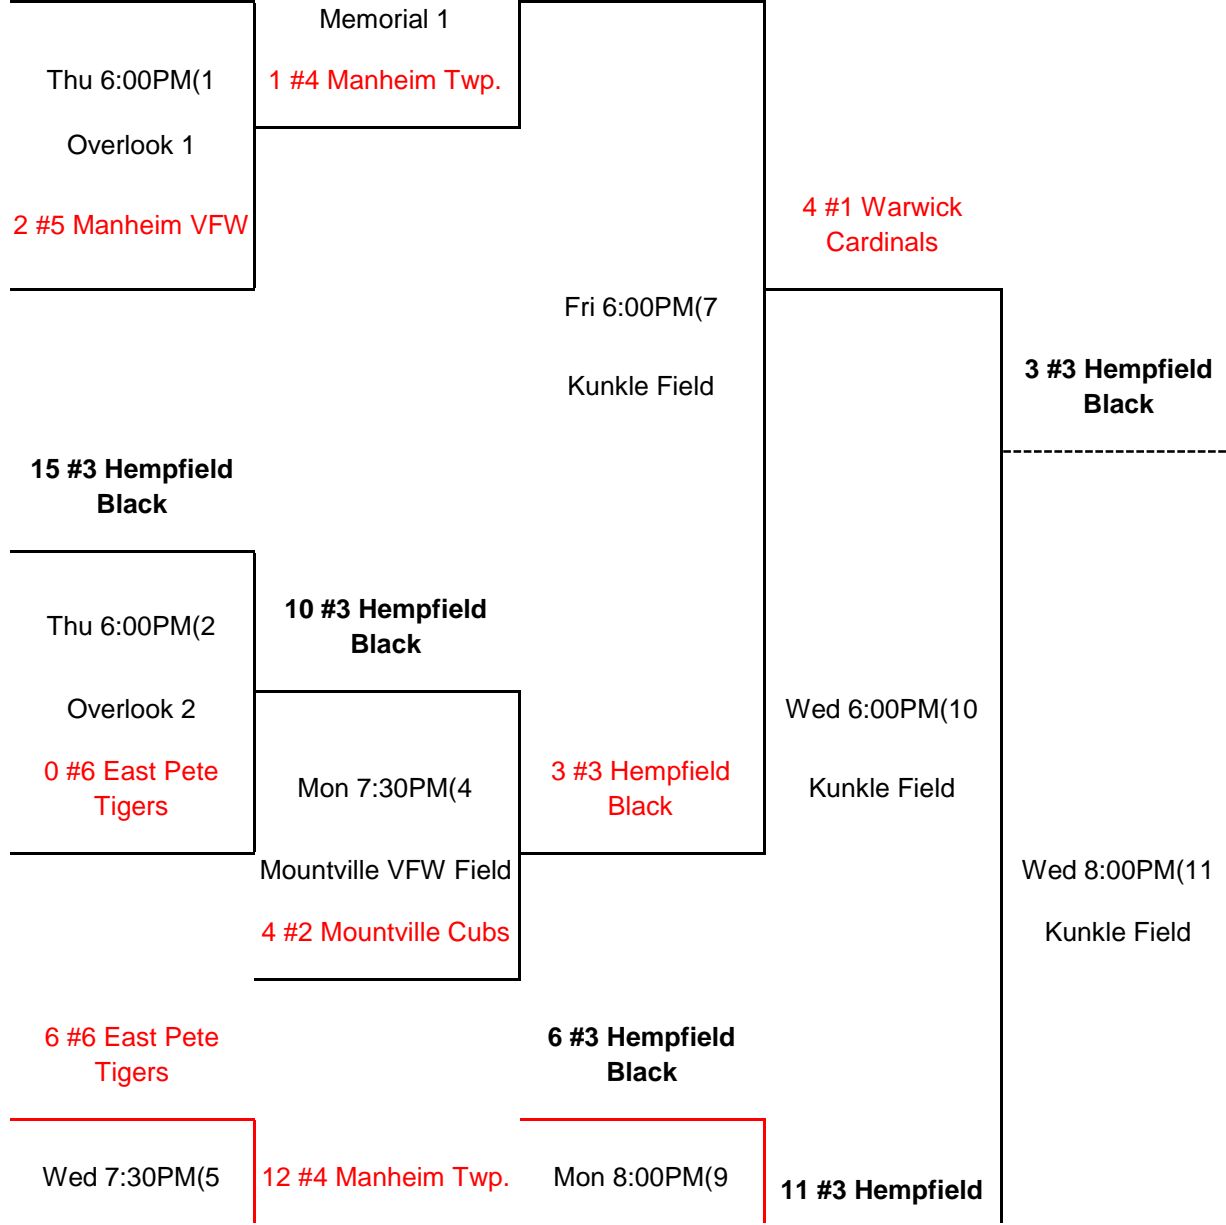 Memorial 1
Thu 6:00PM(1
1 #4 Manheim Twp.
Overlook 1
2 #5 Manheim VFW
4 #1 Warwick
Cardinals
Fri 6:00PM(7
Kunkle Field
3 #3 Hempfield
Black
15 #3 Hempfield
Black
Thu 6:00PM(2
10 #3 Hempfield
Black
Overlook 2
Wed 6:00PM(10
0 #6 East Pete
Tigers
Mon 7:30PM(4
3 #3 Hempfield
Black
Kunkle Field
Mountville VFW Field
Wed 8:00PM(11
4 #2 Mountville Cubs
Kunkle Field
6 #6 East Pete
Tigers
6 #3 Hempfield
Black
Wed 7:30PM(5
12 #4 Manheim Twp.
Mon 8:00PM(9
11 #3 Hempfield